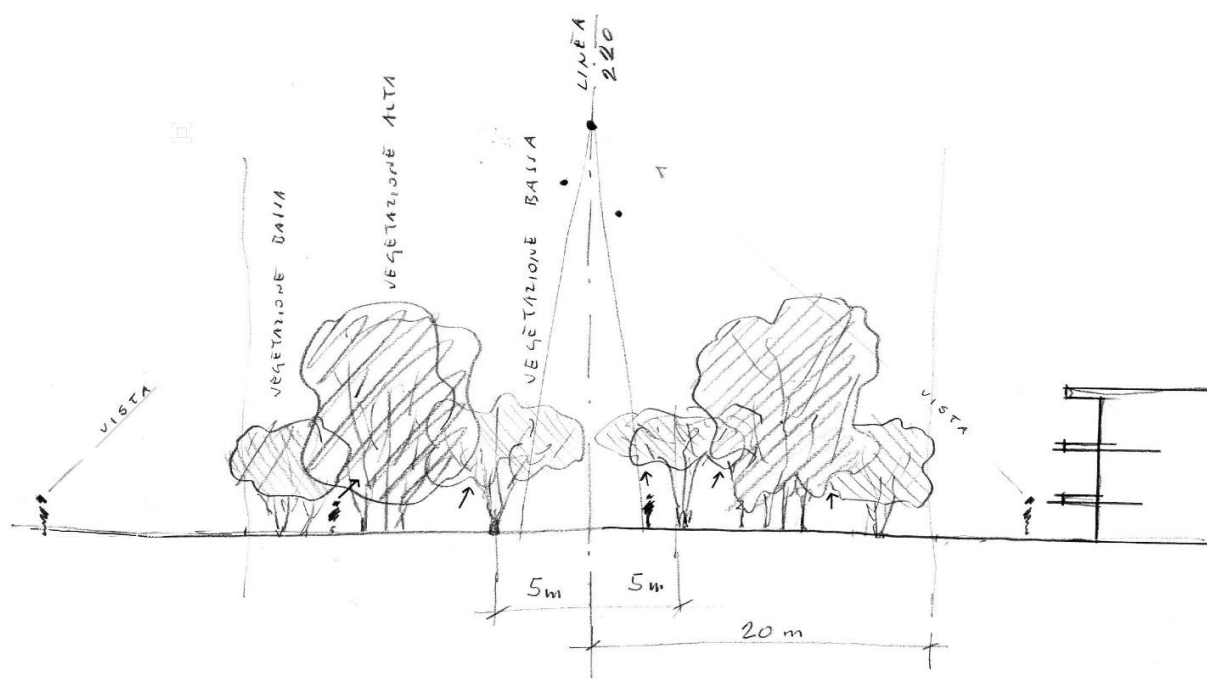 LINEA
220
VEGETAZIONE ALTA
VEGETAZIONE BASSA
VEGETAZIONE BASSA
VISTA
VISTA
5m
5m
20 m